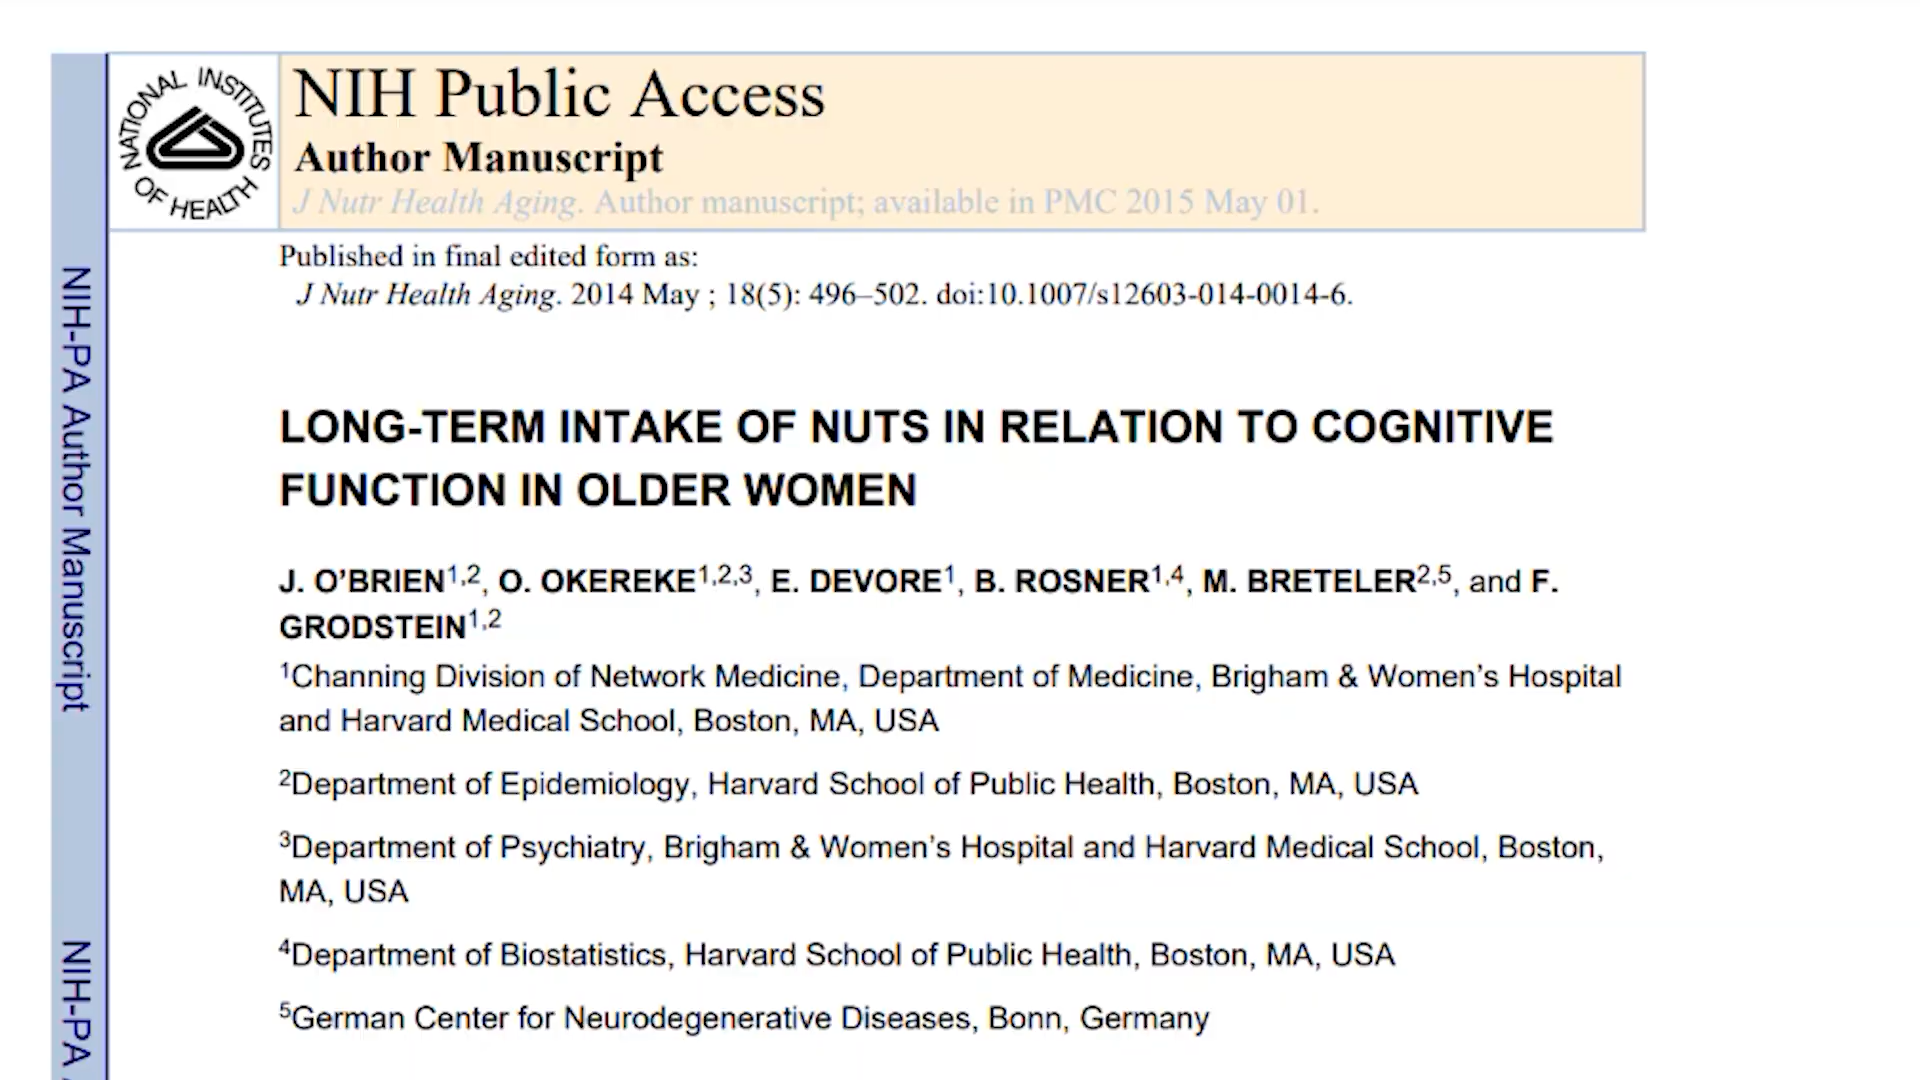 NATIONAL INSTITUTES OF HEALTH
NIH Public Access
Author Manuscript
J Nutr Health Aging. Author manuscript; available in PMC 2015 May 01.
Published in final edited form as:
J Nutr Health Aging. 2014 May ; 18(5): 496–502. doi:10.1007/s12603-014-0014-6.
LONG-TERM INTAKE OF NUTS IN RELATION TO COGNITIVE
FUNCTION IN OLDER WOMEN
J. O’BRIEN1,2, O. OKEREKE1,2,3, E. DEVORE1, B. ROSNER1,4, M. BRETELER2,5, and F.
GRODSTEIN1,2
1Channing Division of Network Medicine, Department of Medicine, Brigham & Women’s Hospital
and Harvard Medical School, Boston, MA, USA
2Department of Epidemiology, Harvard School of Public Health, Boston, MA, USA
3Department of Psychiatry, Brigham & Women’s Hospital and Harvard Medical School, Boston,
MA, USA
4Department of Biostatistics, Harvard School of Public Health, Boston, MA, USA
5German Center for Neurodegenerative Diseases, Bonn, Germany
NIH-PA Author Manuscript
NIH-PA